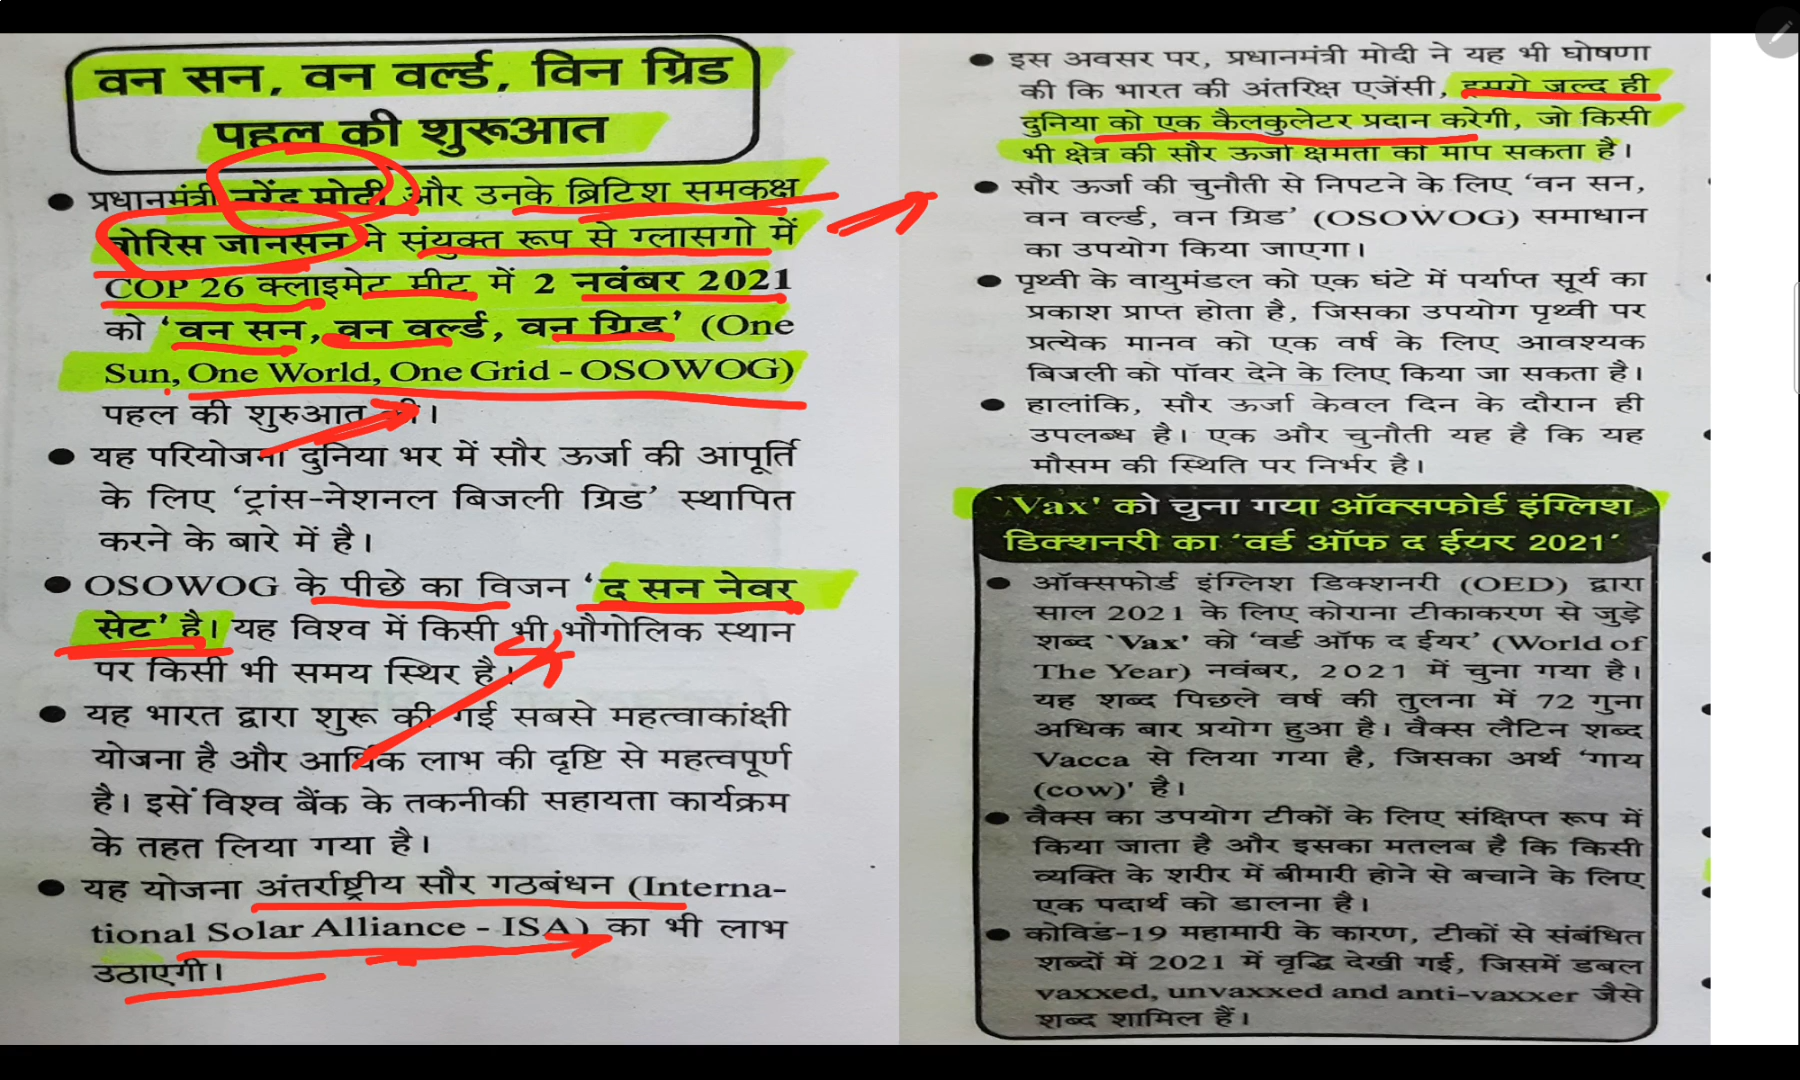 वन सन, वन वर्ल्ड, विन ग्रिड
पहल की शुरूआत
● प्रधानमंत्री नरेंद्र मोदी और उनके ब्रिटिश समकक्ष
बोरिस जॉनसन ने संयुक्त रूप से ग्लासगो में
COP 26 क्लाइमेट मीट में 2 नवंबर 2021
को ‘वन सन, वन वर्ल्ड, वन ग्रिड’ (One
Sun, One World, One Grid - OSOWOG)
पहल की शुरुआत की।
● यह परियोजना दुनिया भर में सौर ऊर्जा की आपूर्ति
के लिए ‘ट्रांस-नेशनल बिजली ग्रिड’ स्थापित
करने के बारे में है।
● OSOWOG के पीछे का विजन ‘द सन नेवर
सेट’ है। यह विश्व में किसी भी भौगोलिक स्थान
पर किसी भी समय स्थिर है।
● यह भारत द्वारा शुरू की गई सबसे महत्वाकांक्षी
योजना है और आर्थिक लाभ की दृष्टि से महत्वपूर्ण
है। इसें विश्व बैंक के तकनीकी सहायता कार्यक्रम
के तहत लिया गया है।
● यह योजना अंतर्राष्ट्रीय सौर गठबंधन (Interna-
tional Solar Alliance - ISA) का भी लाभ
उठाएगी।
● इस अवसर पर, प्रधानमंत्री मोदी ने यह भी घोषणा
की कि भारत की अंतरिक्ष एजेंसी, इसरो जल्द ही
दुनिया को एक कैलकुलेटर प्रदान करेगी, जो किसी
भी क्षेत्र की सौर ऊर्जा क्षमता को माप सकता है।
● सौर ऊर्जा की चुनौती से निपटने के लिए ‘वन सन,
वन वर्ल्ड, वन ग्रिड’ (OSOWOG) समाधान
का उपयोग किया जाएगा।
● पृथ्वी के वायुमंडल को एक घंटे में पर्याप्त सूर्य का
प्रकाश प्राप्त होता है, जिसका उपयोग पृथ्वी पर
प्रत्येक मानव को एक वर्ष के लिए आवश्यक
बिजली को पॉवर देने के लिए किया जा सकता है।
● हालांकि, सौर ऊर्जा केवल दिन के दौरान ही
उपलब्ध है। एक और चुनौती यह है कि यह
मौसम की स्थिति पर निर्भर है।
`Vax' को चुना गया ऑक्सफोर्ड इंग्लिश
डिक्शनरी का ‘वर्ड ऑफ द ईयर 2021‘
● ऑक्सफोर्ड इंग्लिश डिक्शनरी (OED) द्वारा
साल 2021 के लिए कोराना टीकाकरण से जुड़े
शब्द `Vax' को ‘वर्ड ऑफ द ईयर’ (World of
The Year) नवंबर, 2021 में चुना गया है।
यह शब्द पिछले वर्ष की तुलना में 72 गुना
अधिक बार प्रयोग हुआ है। वैक्स लैटिन शब्द
Vacca से लिया गया है, जिसका अर्थ ‘गाय
(cow)' है।
● वैक्स का उपयोग टीकों के लिए संक्षिप्त रूप में
किया जाता है और इसका मतलब है कि किसी
व्यक्ति के शरीर में बीमारी होने से बचाने के लिए
एक पदार्थ को डालना है।
● कोविंड-19 महामारी के कारण, टीकों से संबंधित
शब्दों में 2021 में वृद्धि देखी गई, जिसमें डबल
vaxxed, unvaxxed and anti-vaxxer जैसे
शब्द शामिल हैं।